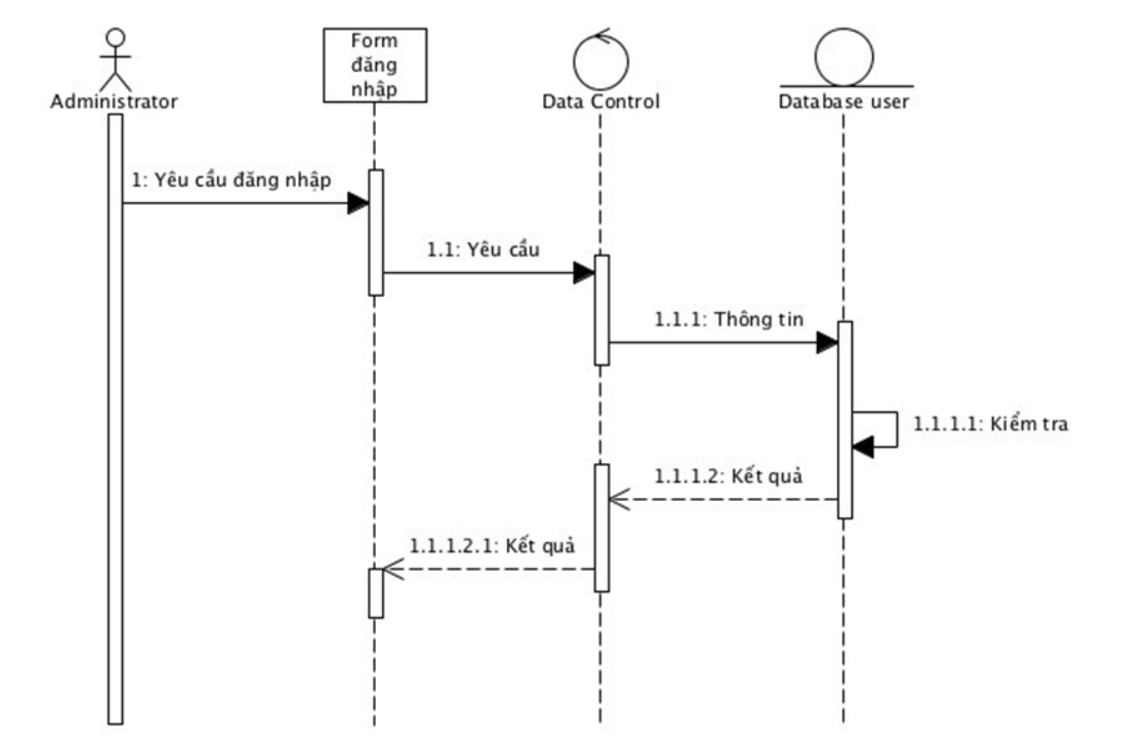 Form
đăng
nhập
Administrator
Data Control
Database user
1: Yêu cầu đăng nhập
1.1: Yêu cầu
1.1.1: Thông tin
1.1.1.1: Kiểm tra
1.1.1.2: Kết quả
1.1.1.2.1: Kết quả